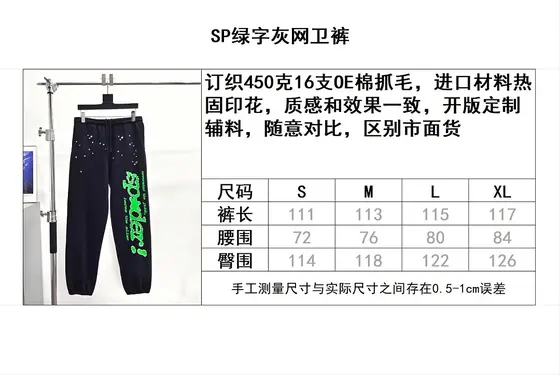 SP绿字灰网卫裤
订织450克16支OE棉抓毛，进口材料热
固印花，质感和效果一致，开版定制
辅料，随意对比，区别市面货
尺码 S M L XL
裤长 111 113 115 117
腰围 72 76 80 84
臀围 114 118 122 126
手工测量尺寸与实际尺寸之间存在0.5-1cm误差